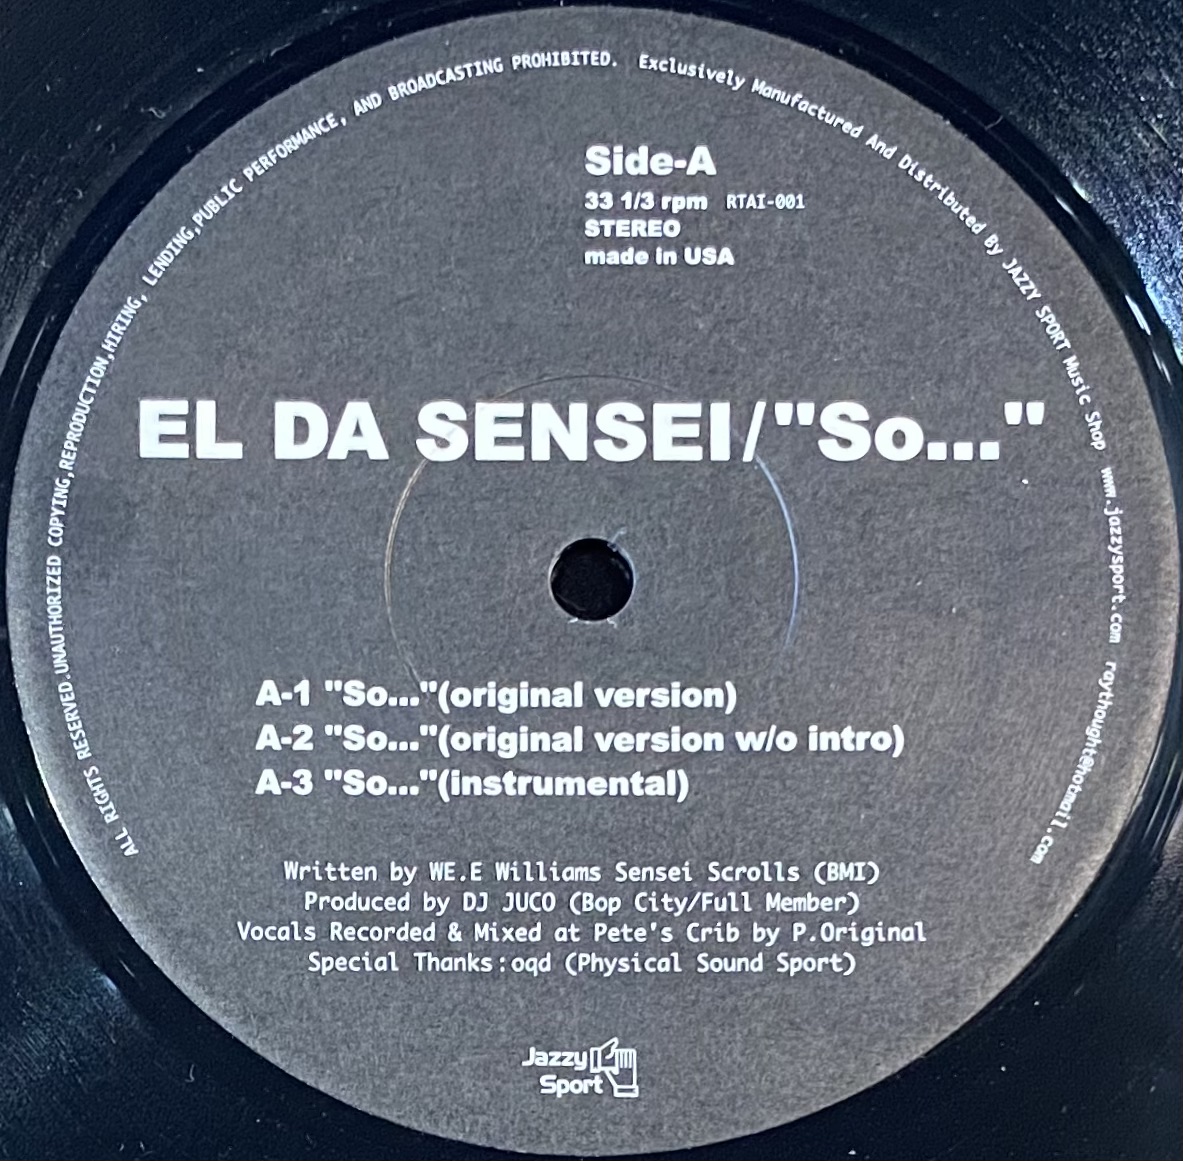 ALL RIGHTS RESERVED.UNAUTHORIZED COPYING,REPRODUCTION,HIRING, LENDING,PUBLIC PERFORMANCE, AND BROADCASTING PROHIBITED. Exclusively Manufactured And Distributed By JAZZY SPORT Music Shop www.jazzysport.com raythought@hotmail.com
Side-A
33 1/3 rpm RTAI-001
STEREO
made in USA
EL DA SENSEI/"So..."
A-1 "So..."(original version)
A-2 "So..."(original version w/o intro)
A-3 "So..."(instrumental)
Written by WE.E Williams Sensei Scrolls (BMI)
Produced by DJ JUCO (Bop City/Full Member)
Vocals Recorded & Mixed at Pete's Crib by P.Original
Special Thanks:oqd (Physical Sound Sport)
Jazzy
Sport